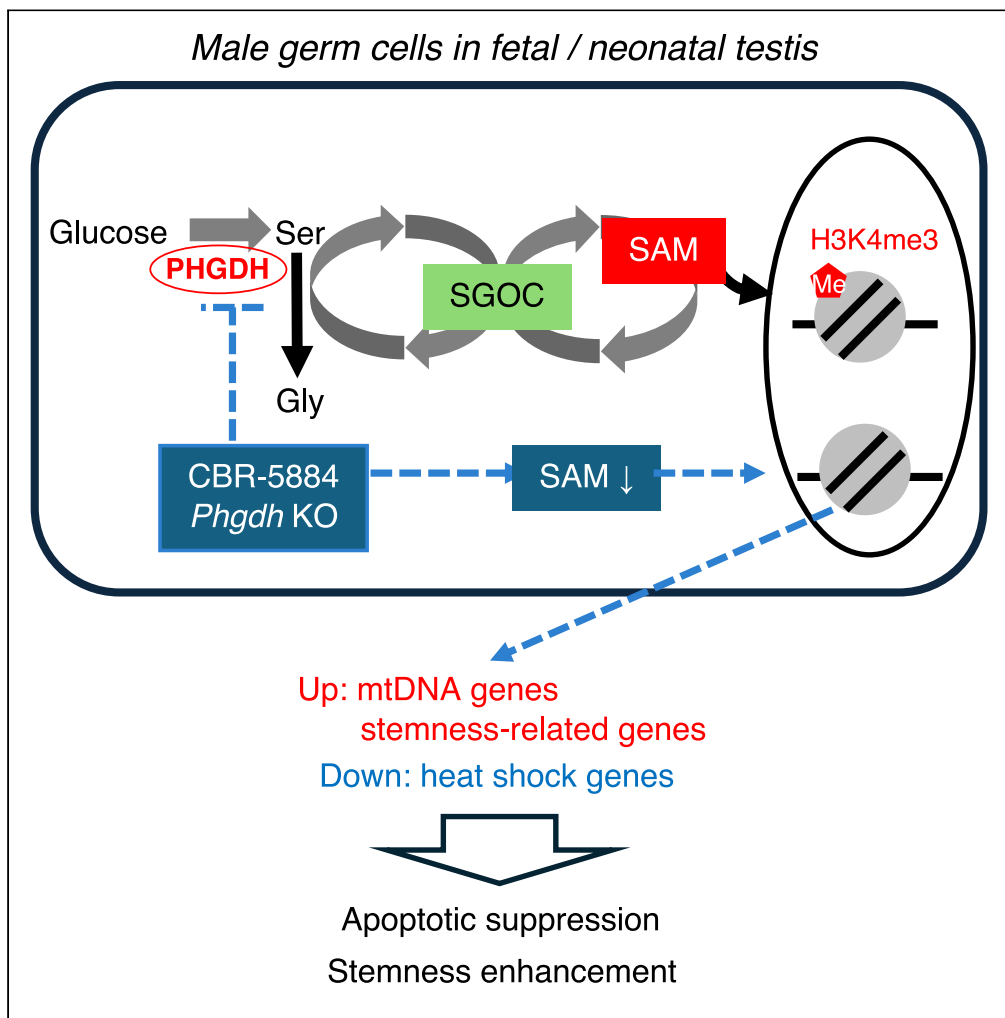 Male germ cells in fetal / neonatal testis
Glucose
Ser
PHGDH
SGOC
SAM
H3K4me3
Me
Gly
CBR-5884
Phgdh KO
SAM ↓
Up: mtDNA genes
stemness-related genes
Down: heat shock genes
Apoptotic suppression
Stemness enhancement